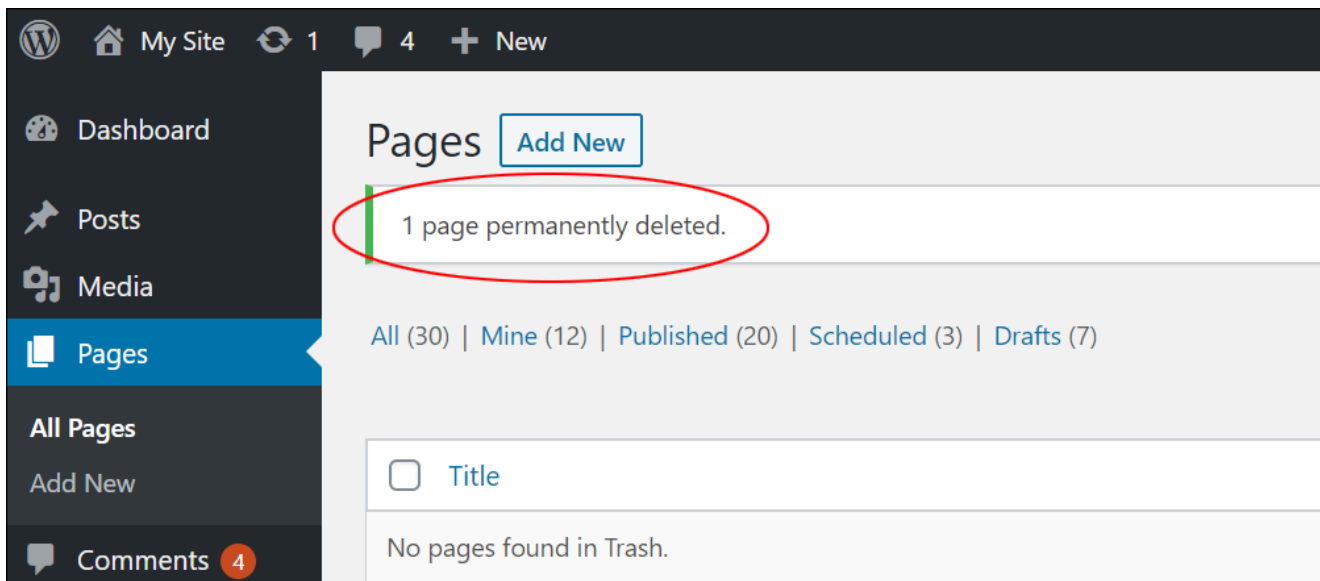 My Site 1 4 New
Dashboard
Posts
Media
Pages
All Pages
Add New
Comments 4
Pages Add New
1 page permanently deleted.
All (30) | Mine (12) | Published (20) | Scheduled (3) | Drafts (7)
Title
No pages found in Trash.